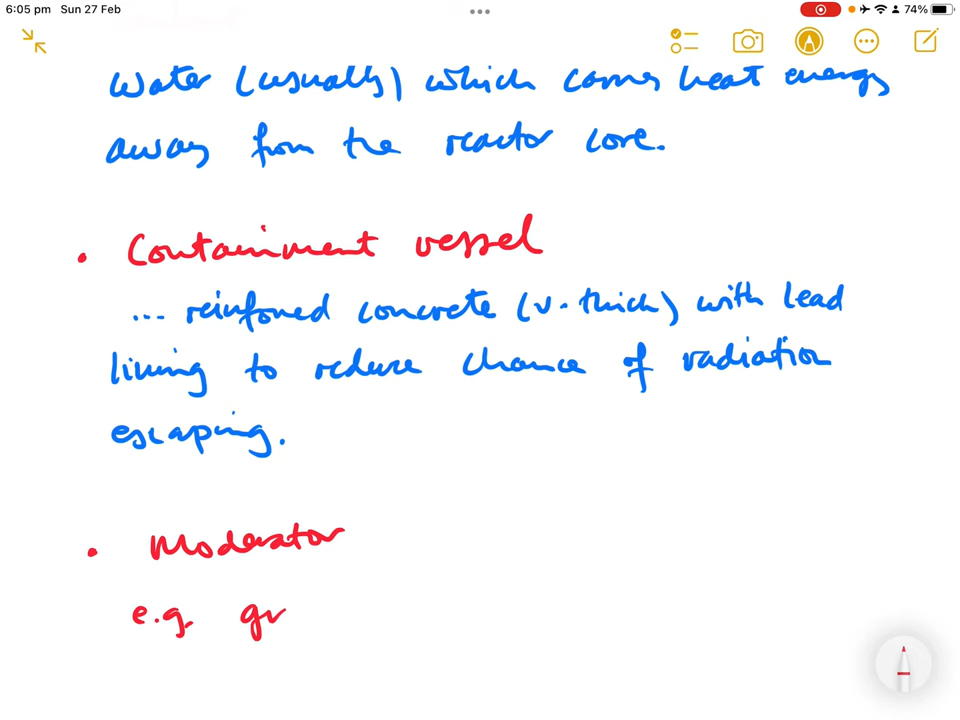 6:05 pm Sun 27 Feb
74%
water (usually) which carries heat energy
away from the reactor core.
• Containment vessel
... reinforced concrete (v. thick) with lead
lining to reduce chance of radiation
escaping.
• Moderator
e.g. gr